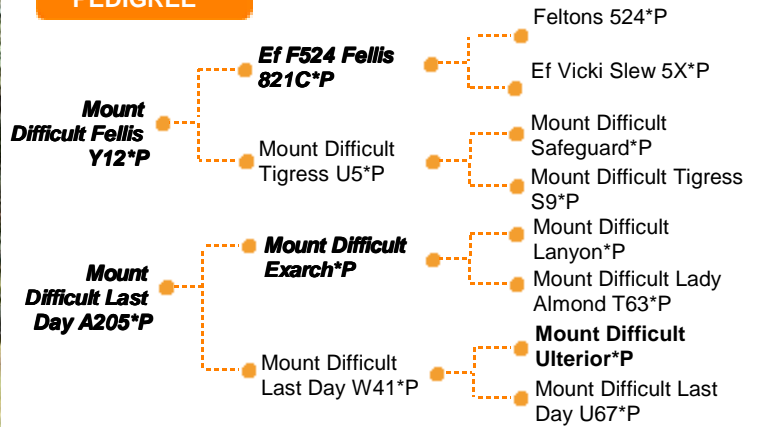 PEDIGREE
Feltons 524*P
Ef F524 Fellis
821C*P
Ef Vicki Slew 5X*P
Mount
Difficult Fellis
Y12*P
Mount Difficult
Tigress U5*P
Mount Difficult
Safeguard*P
Mount Difficult Tigress
S9*P
Mount Difficult
Exarch*P
Mount Difficult
Lanyon*P
Mount Difficult Lady
Almond T63*P
Mount
Difficult Last
Day A205*P
Mount Difficult
Last Day W41*P
Mount Difficult
Ulterior*P
Mount Difficult Last
Day U67*P